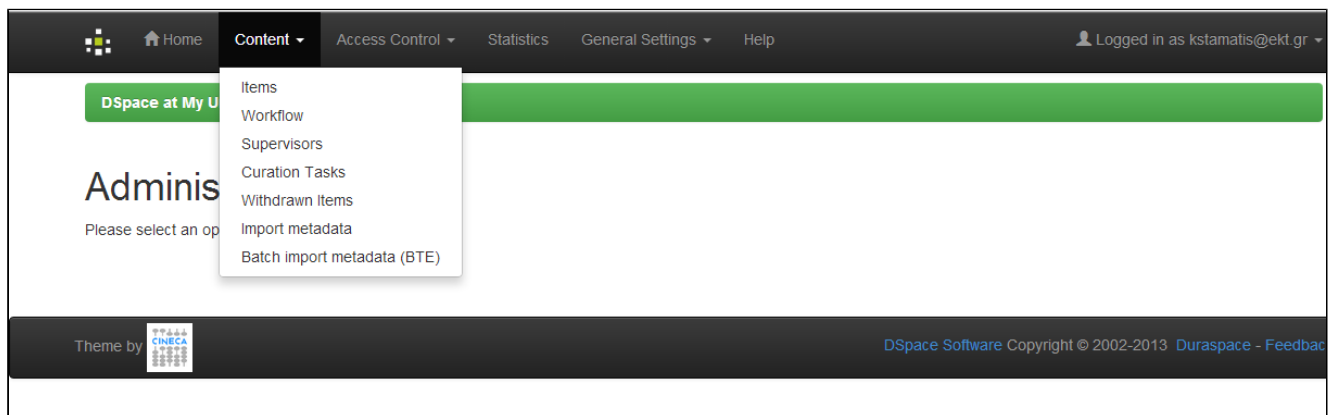 Home Content Access Control Statistics General Settings Help Logged in as kstamatis@ekt.gr
Items
DSpace at My U
Workflow
Supervisors
Curation Tasks
Adminis
Withdrawn Items
Please select an op
Import metadata
Batch import metadata (BTE)
Theme by CINECA DSpace Software Copyright © 2002-2013 Duraspace - Feedbac